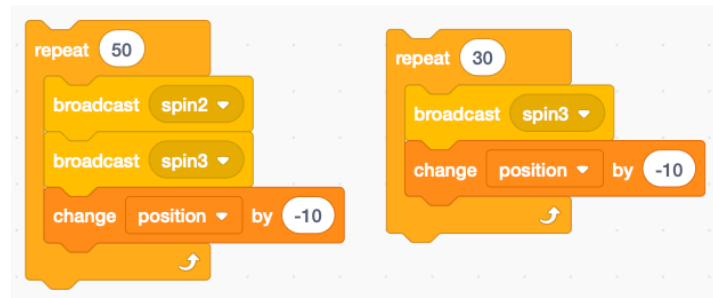 repeat 50
broadcast spin2
broadcast spin3
change position by -10
repeat 30
broadcast spin3
change position by -10